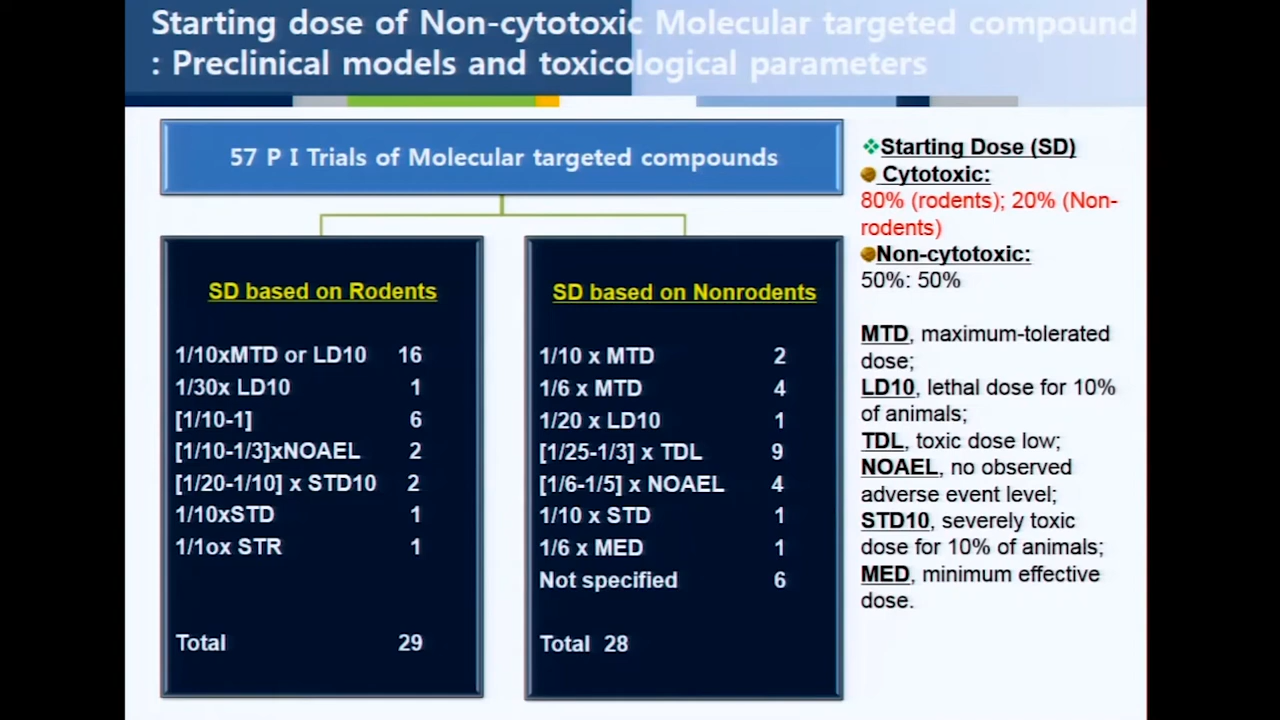 Starting dose of Non-cytotoxic Molecular targeted compound
: Preclinical models and toxicological parameters
57 P I Trials of Molecular targeted compounds
SD based on Rodents
1/10xMTD or LD10 16
1/30x LD10 1
[1/10-1] 6
[1/10-1/3]xNOAEL 2
[1/20-1/10] x STD10 2
1/10xSTD 1
1/1ox STR 1
Total 29
SD based on Nonrodents
1/10 x MTD 2
1/6 x MTD 4
1/20 x LD10 1
[1/25-1/3] x TDL 9
[1/6-1/5] x NOAEL 4
1/10 x STD 1
1/6 x MED 1
Not specified 6
Total 28
Starting Dose (SD)
Cytotoxic:
80% (rodents); 20% (Non-
rodents)
Non-cytotoxic:
50%: 50%
MTD, maximum-tolerated
dose;
LD10, lethal dose for 10%
of animals;
TDL, toxic dose low;
NOAEL, no observed
adverse event level;
STD10, severely toxic
dose for 10% of animals;
MED, minimum effective
dose.